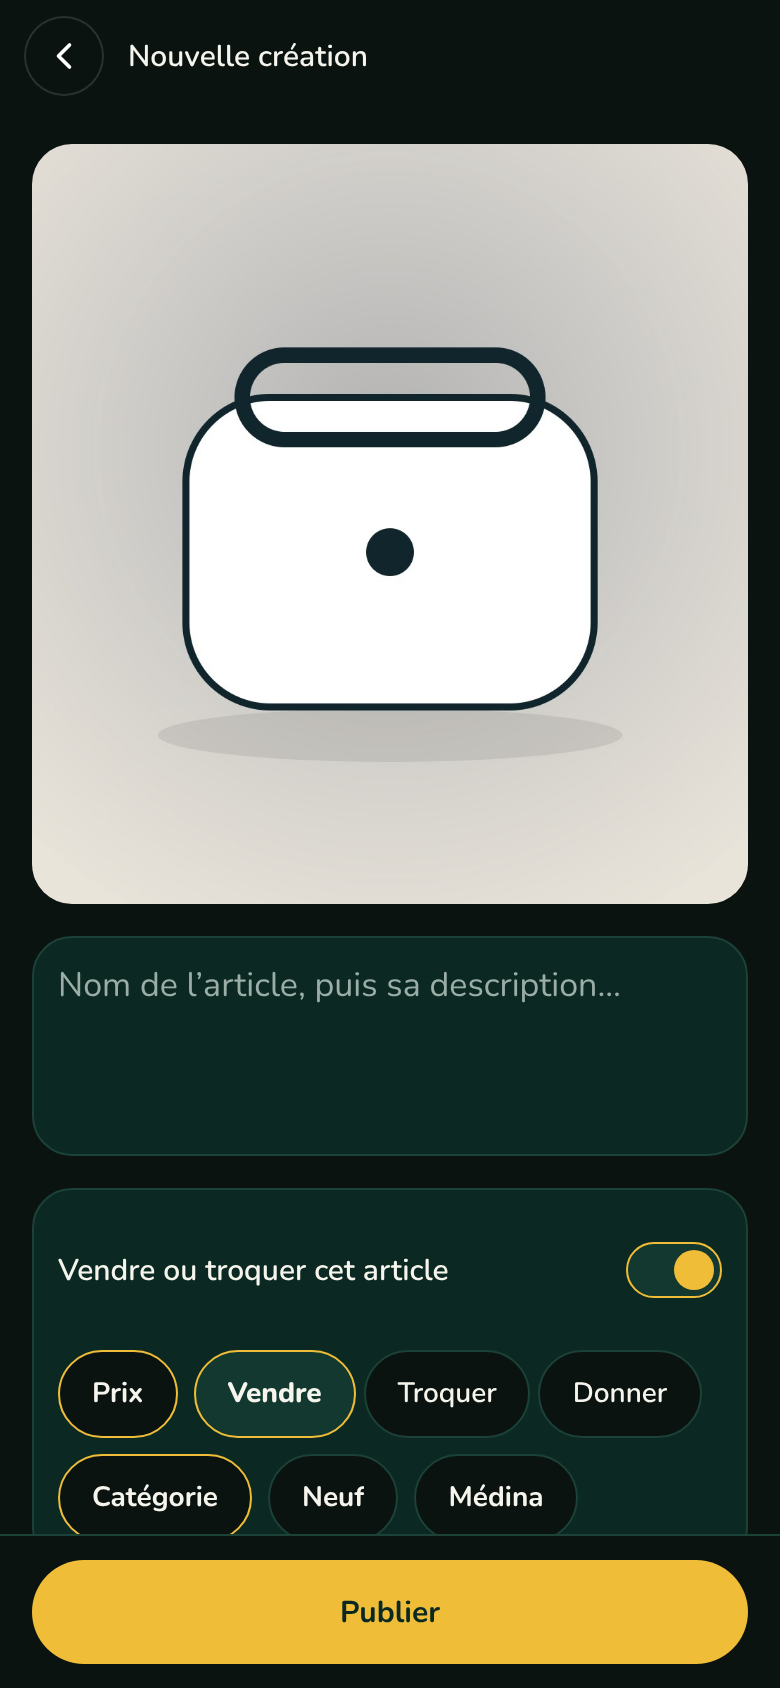 Nouvelle création
Nom de l’article, puis sa description…
Vendre ou troquer cet article
Prix Vendre Troquer Donner
Catégorie Neuf Médina
Publier